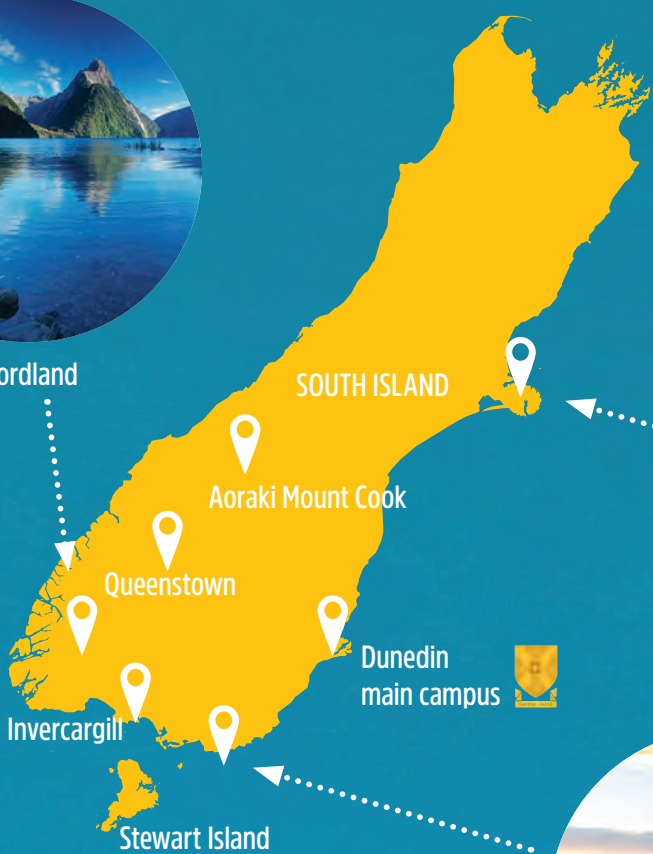 ordland
SOUTH ISLAND
Aoraki Mount Cook
Queenstown
Dunedin
main campus
Invercargill
Stewart Island